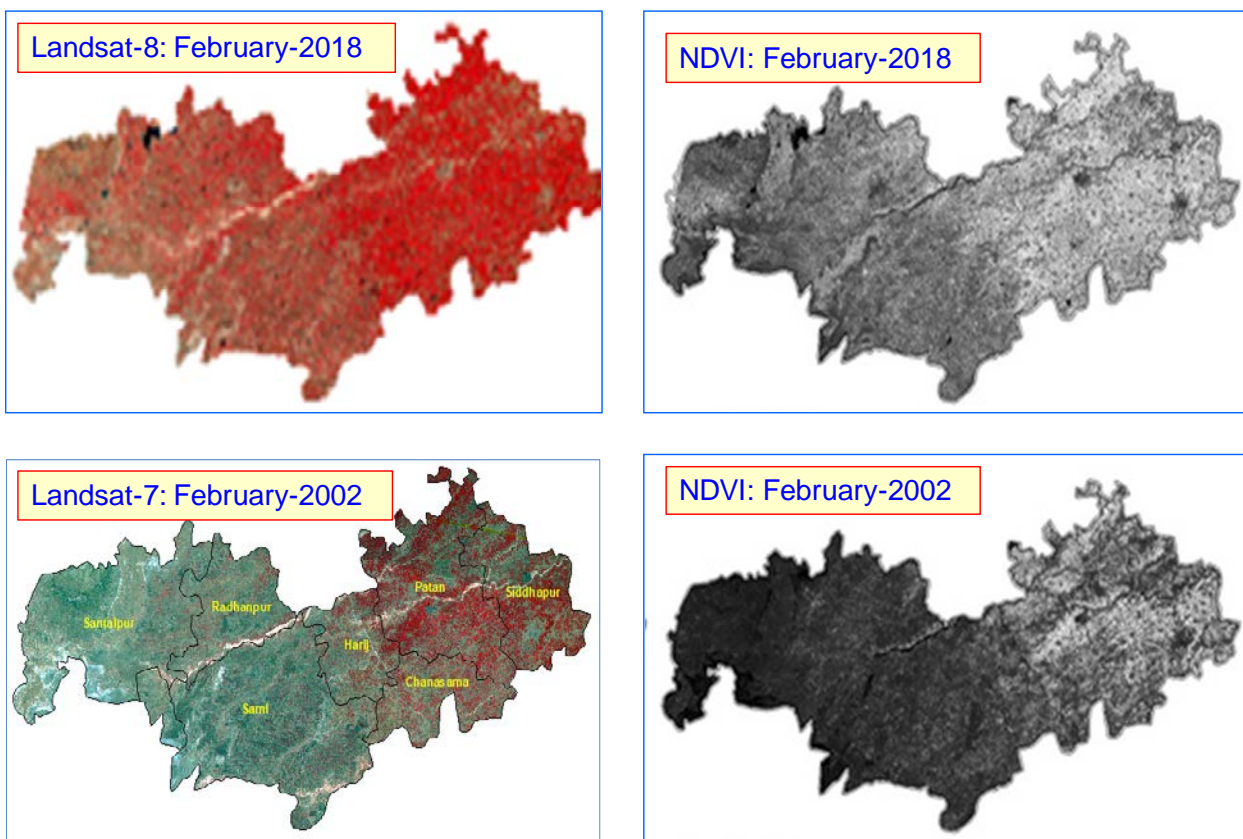 Landsat-8: February-2018
NDVI: February-2018
Landsat-7: February-2002
NDVI: February-2002
Patan
Siddhapur
Radhanpur
Santalpur
Harij
Chanasama
Sami